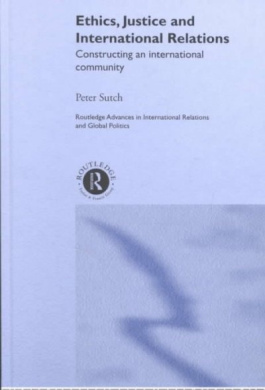 Ethics, Justice and
International Relations
Constructing an international
community
Peter Sutch
Routledge Advances in International Relations
and Global Politics
ROUTLEDGE
R